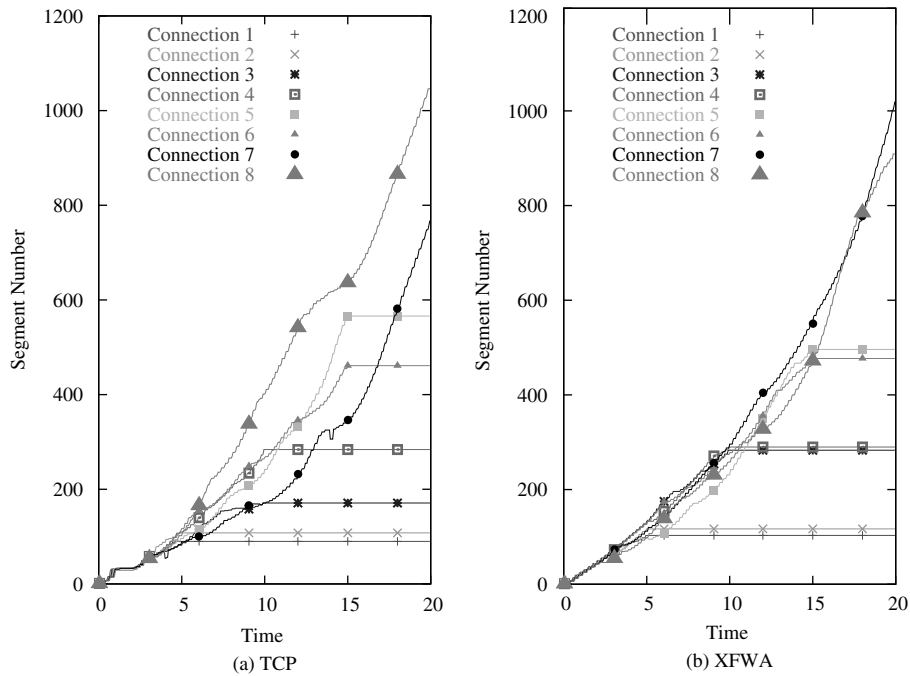 1200
1000
800
600
400
200
0
Segment Number
Connection 1
Connection 2
Connection 3
Connection 4
Connection 5
Connection 6
Connection 7
Connection 8
0
5
10
15
20
Time
(a) TCP
1200
1000
800
600
400
200
0
Segment Number
Connection 1
Connection 2
Connection 3
Connection 4
Connection 5
Connection 6
Connection 7
Connection 8
0
5
10
15
20
Time
(b) XFWA